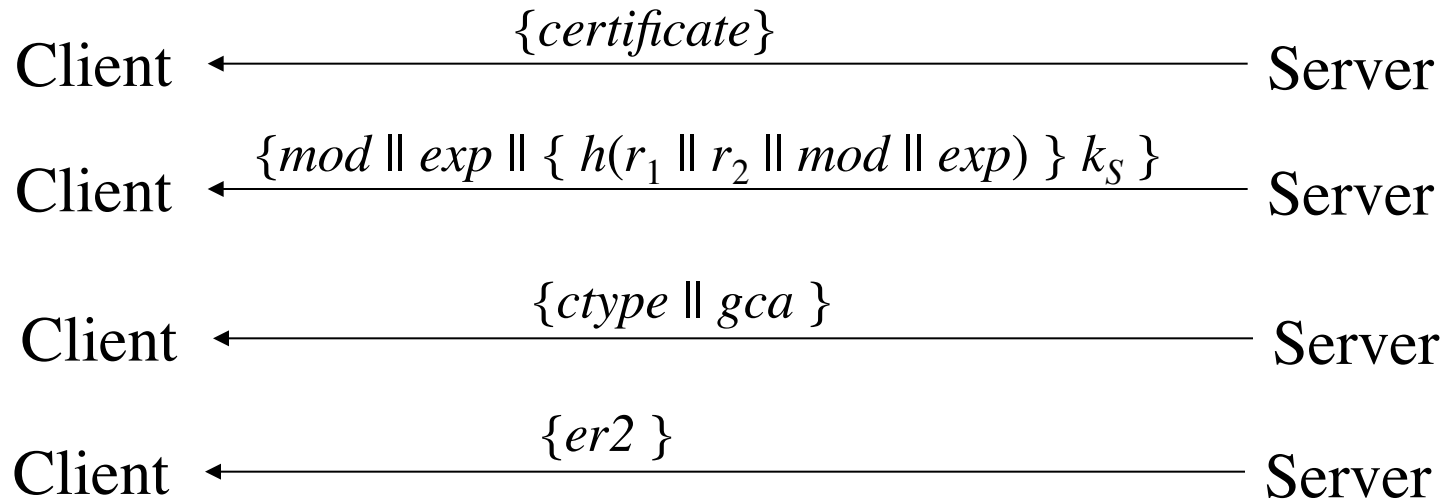 {certificate}
Client Server
{mod || exp || { h(r₁ || r₂ || mod || exp) } kₛ }
Client Server
{ctype || gca }
Client Server
{er2 }
Client Server